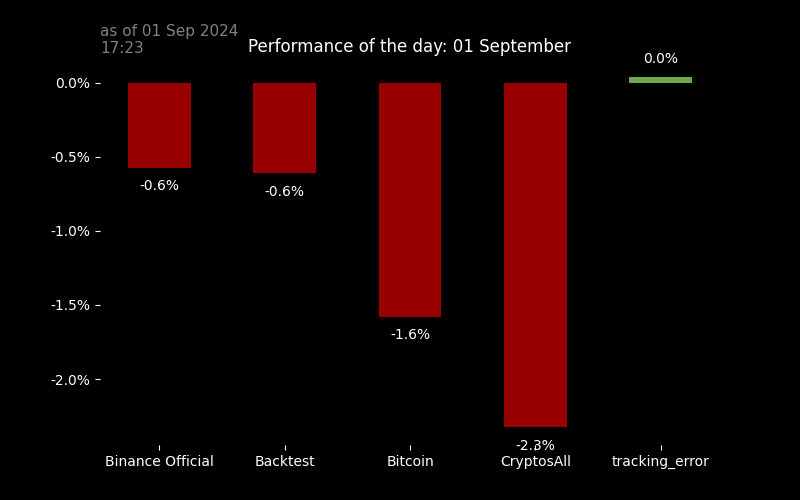 as of 01 Sep 2024
17:23
Performance of the day: 01 September
0.0%
0.0%
-0.5%
-0.6%
-0.6%
-1.0%
-1.5%
-1.6%
-2.0%
-2.3%
Binance Official
Backtest
Bitcoin
CryptosAll
tracking_error